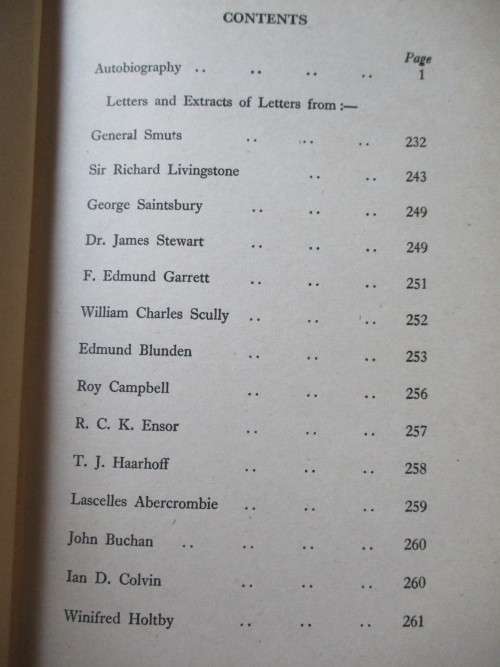 CONTENTS
Page
Autobiography .. .. .. .. 1
Letters and Extracts of Letters from :—
General Smuts .. .. .. 232
Sir Richard Livingstone .. .. 243
George Saintsbury .. .. .. 249
Dr. James Stewart .. .. .. 249
F. Edmund Garrett .. .. .. 251
William Charles Scully .. .. .. 252
Edmund Blunden .. .. .. 253
Roy Campbell .. .. .. 256
R. C. K. Ensor .. .. .. 257
T. J. Haarhoff .. .. .. 258
Lascelles Abercrombie .. .. .. 259
John Buchan .. .. .. .. 260
Ian D. Colvin .. .. .. 260
Winifred Holtby .. .. .. 261